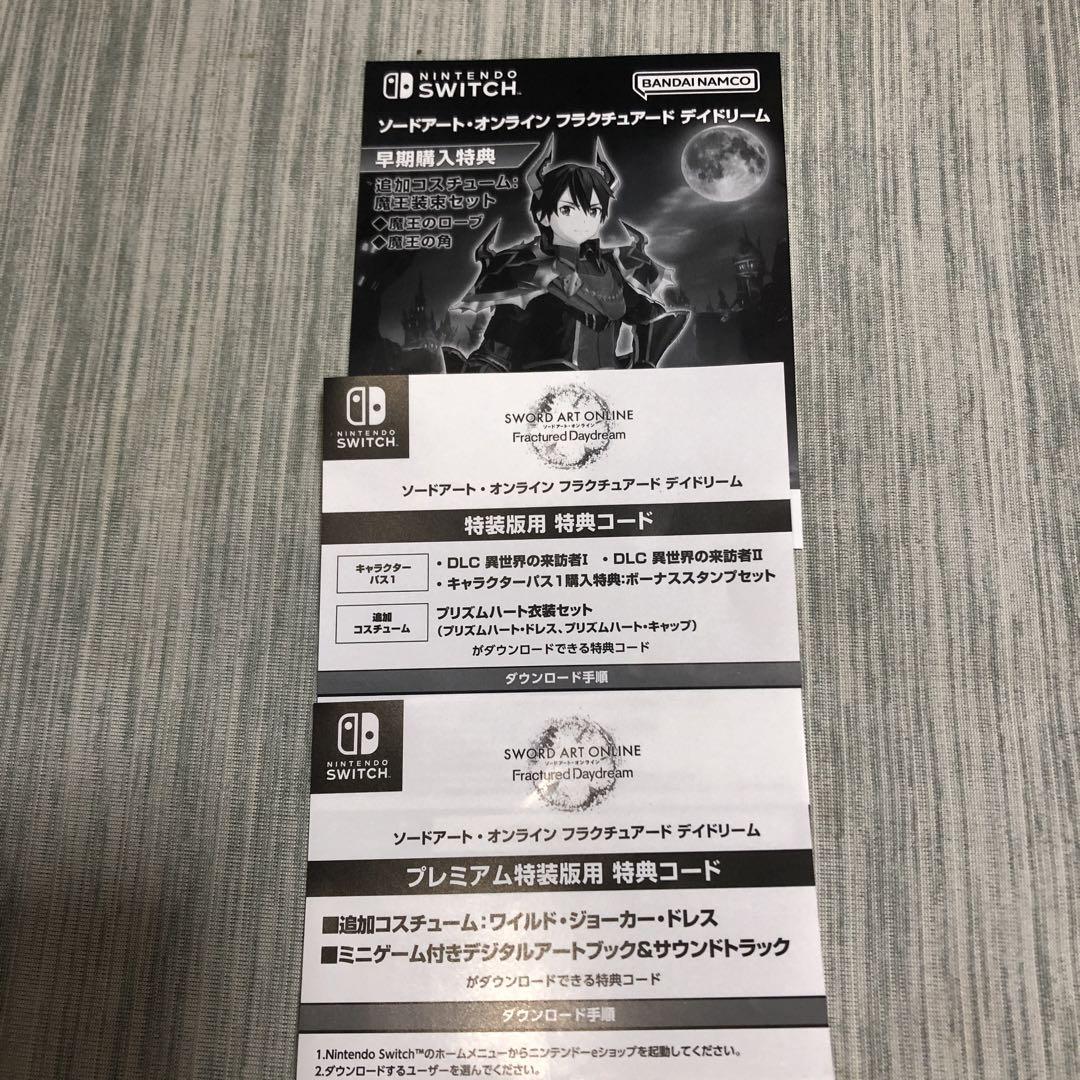 NINTENDO
SWITCH™
BANDAI NAMCO
ソードアート・オンライン フラクチュアード デイドリーム
早期購入特典
追加コスチューム:
魔王装束セット
◆魔王のローブ
◆魔王の角
NINTENDO
SWITCH™
SWORD ART ONLINE
ソードアート・オンライン
Fractured Daydream
ソードアート・オンライン フラクチュアード デイドリーム
特装版用 特典コード
キャラクター
パス1
・DLC 異世界の来訪者Ⅰ ・DLC 異世界の来訪者Ⅱ
・キャラクターパス1購入特典:ボーナススタンプセット
追加
コスチューム
プリズムハート衣装セット
（プリズムハート・ドレス、プリズムハート・キャップ）
がダウンロードできる特典コード
ダウンロード手順
NINTENDO
SWITCH™
SWORD ART ONLINE
ソードアート・オンライン
Fractured Daydream
ソードアート・オンライン フラクチュアード デイドリーム
プレミアム特装版用 特典コード
■追加コスチューム:ワイルド・ジョーカー・ドレス
■ミニゲーム付きデジタルアートブック&サウンドトラック
がダウンロードできる特典コード
ダウンロード手順
1.Nintendo Switch™のホームメニューからニンテンドーeショップを起動してください。
2.ダウンロードするユーザーを選んでください。